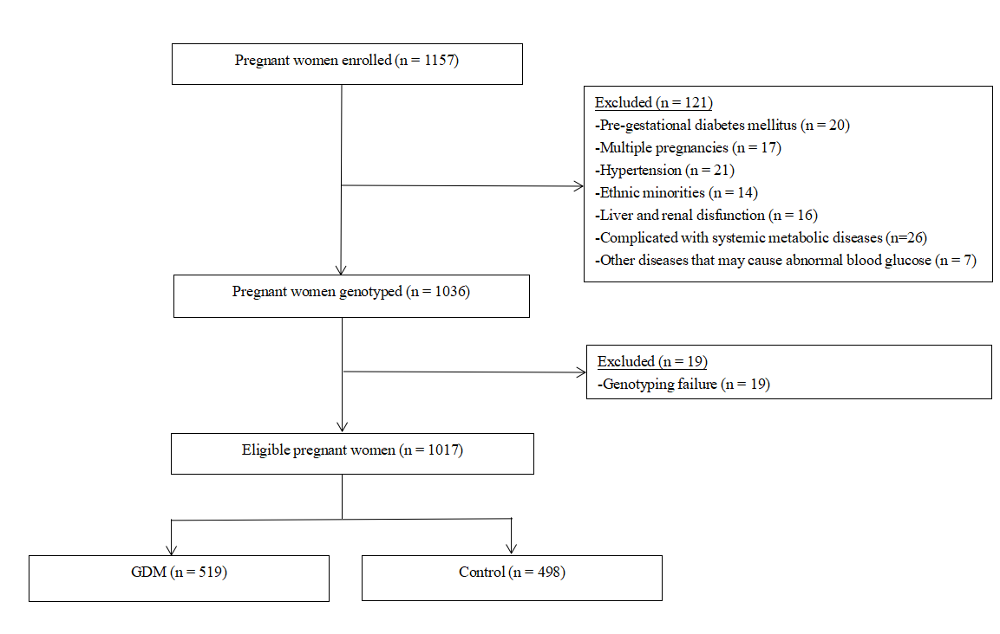 Pregnant women enrolled (n = 1157)
Excluded (n = 121)
-Pre-gestational diabetes mellitus (n = 20)
-Multiple pregnancies (n = 17)
-Hypertension (n = 21)
-Ethnic minorities (n = 14)
-Liver and renal disfunction (n = 16)
-Complicated with systemic metabolic diseases (n=26)
-Other diseases that may cause abnormal blood glucose (n = 7)
Pregnant women genotyped (n = 1036)
Excluded (n = 19)
-Genotyping failure (n = 19)
Eligible pregnant women (n = 1017)
GDM (n = 519)
Control (n = 498)